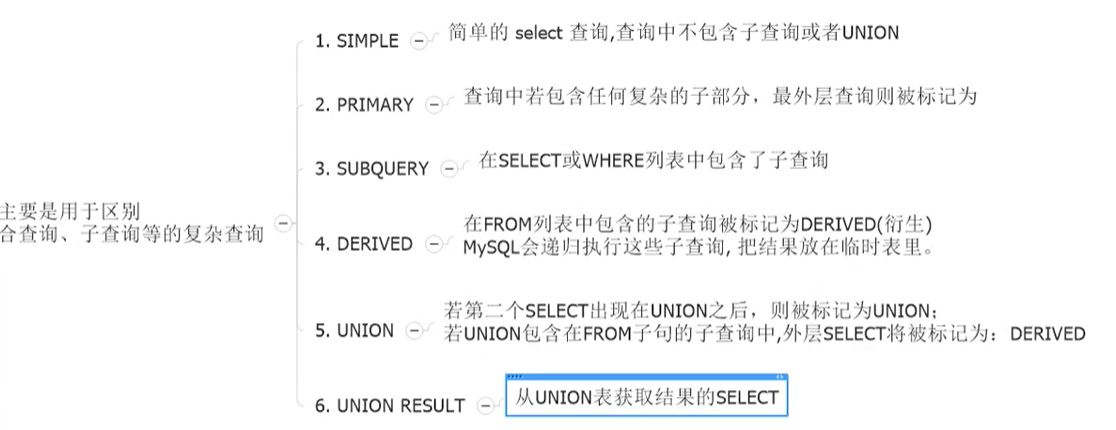 主要是用于区别
合查询、子查询等的复杂查询
1. SIMPLE
简单的 select 查询,查询中不包含子查询或者UNION
2. PRIMARY
查询中若包含任何复杂的子部分，最外层查询则被标记为
3. SUBQUERY
在SELECT或WHERE列表中包含了子查询
4. DERIVED
在FROM列表中包含的子查询被标记为DERIVED(衍生)
MySQL会递归执行这些子查询, 把结果放在临时表里。
5. UNION
若第二个SELECT出现在UNION之后，则被标记为UNION；
若UNION包含在FROM子句的子查询中,外层SELECT将被标记为：DERIVED
6. UNION RESULT
从UNION表获取结果的SELECT